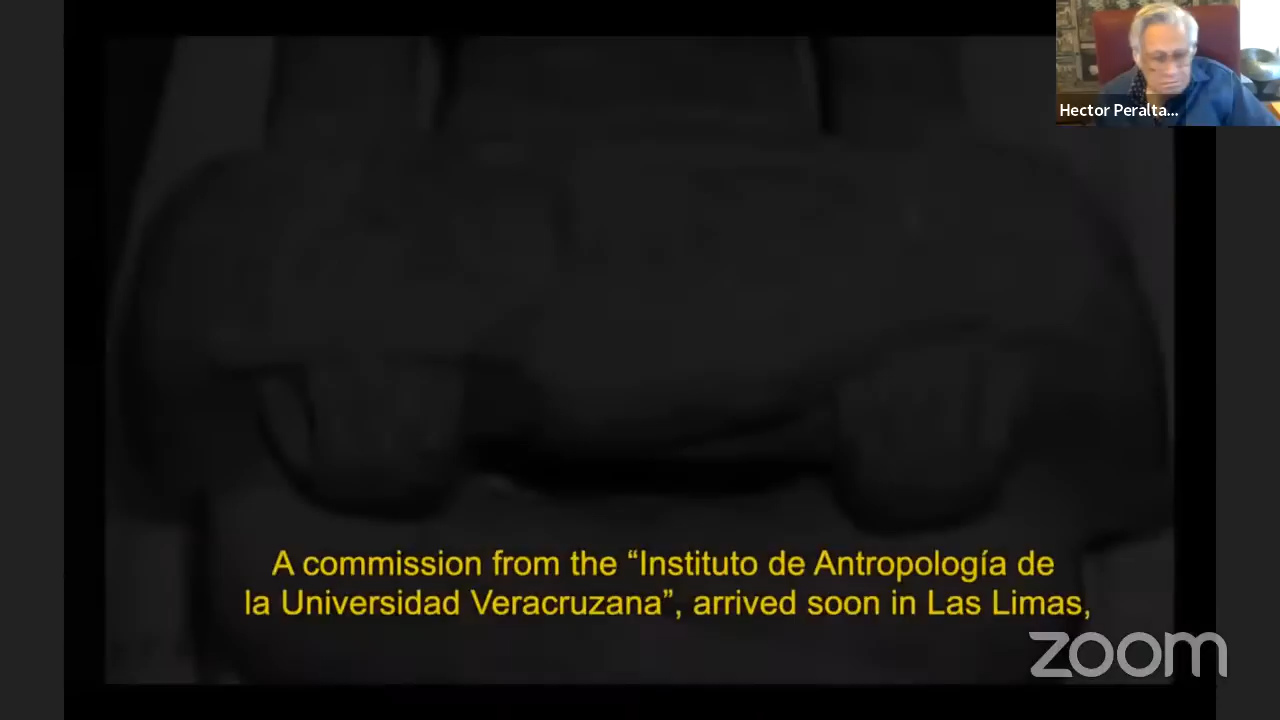 Hector Peralta...
A commission from the “Instituto de Antropología de
la Universidad Veracruzana”, arrived soon in Las Limas,
zoom